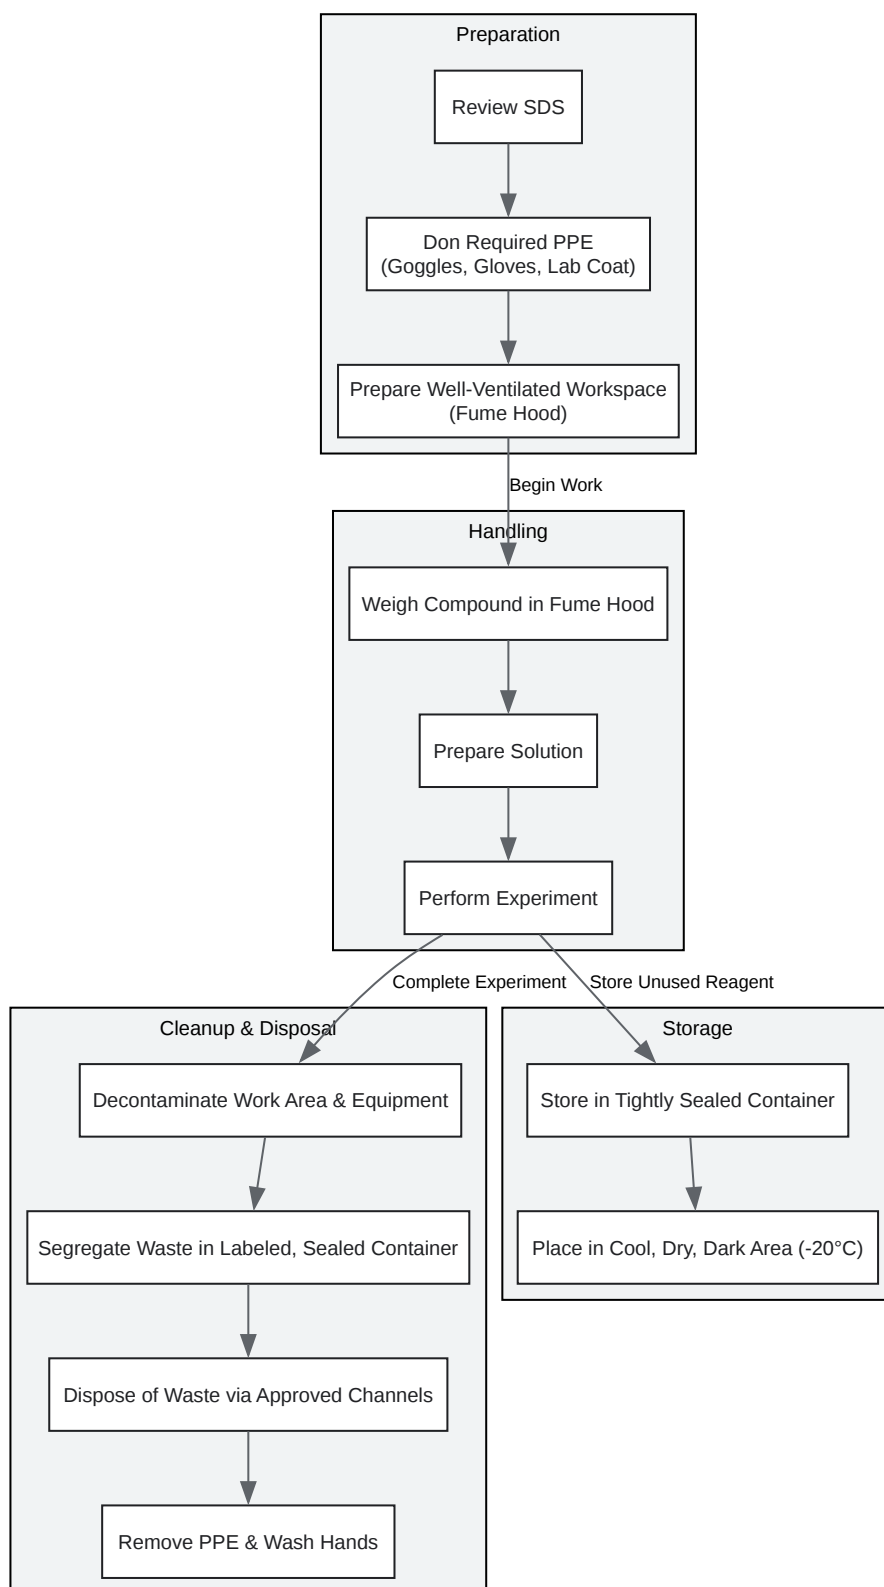 Preparation
Review SDS
Don Required PPE
(Goggles, Gloves, Lab Coat)
Prepare Well-Ventilated Workspace
(Fume Hood)
Begin Work
Handling
Weigh Compound in Fume Hood
Prepare Solution
Perform Experiment
Complete Experiment
Store Unused Reagent
Cleanup & Disposal
Decontaminate Work Area & Equipment
Segregate Waste in Labeled, Sealed Container
Dispose of Waste via Approved Channels
Remove PPE & Wash Hands
Storage
Store in Tightly Sealed Container
Place in Cool, Dry, Dark Area (-20°C)